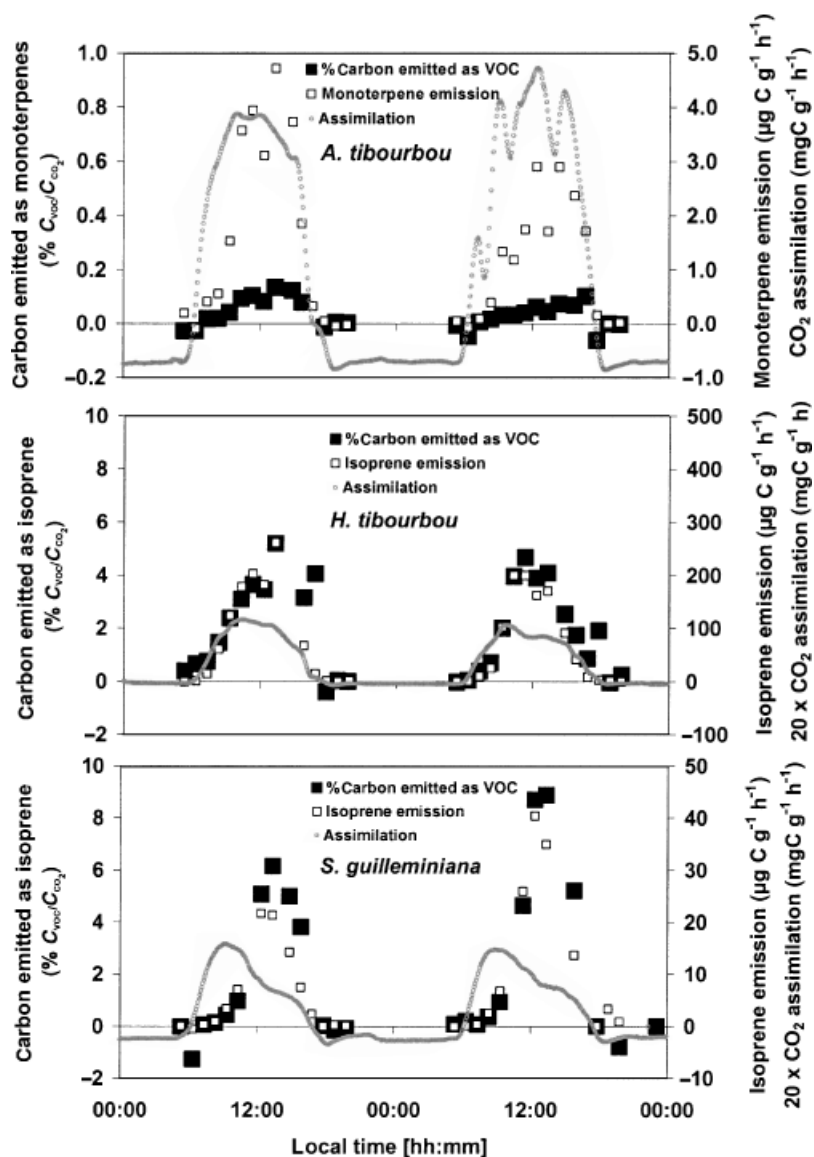 Carbon emitted as monoterpenes
(% Cvoc/Cco2)
1.0
0.8
0.6
0.4
0.2
0.0
–0.2
%Carbon emitted as VOC
Monoterpene emission
Assimilation
A. tibourbou
5.0
4.0
3.0
2.0
1.0
0.0
–1.0
Monoterpene emission (µg C g⁻¹ h⁻¹)
CO₂ assimilation (mgC g⁻¹ h⁻¹)
Carbon emitted as isoprene
(% Cvoc/Cco2)
10
8
6
4
2
0
–2
%Carbon emitted as VOC
Isoprene emission
Assimilation
H. tibourbou
500
400
300
200
100
0
–100
Isoprene emission (µg C g⁻¹ h⁻¹)
20 x CO₂ assimilation (mgC g⁻¹ h)
Carbon emitted as isoprene
(% Cvoc/Cco2)
10
8
6
4
2
0
–2
%Carbon emitted as VOC
Isoprene emission
Assimilation
S. guilleminiana
50
40
30
20
10
0
–10
Isoprene emission (µg C g⁻¹ h⁻¹)
20 x CO₂ assimilation (mgC g⁻¹ h⁻¹)
00:00 12:00 00:00 12:00 00:00
Local time [hh:mm]